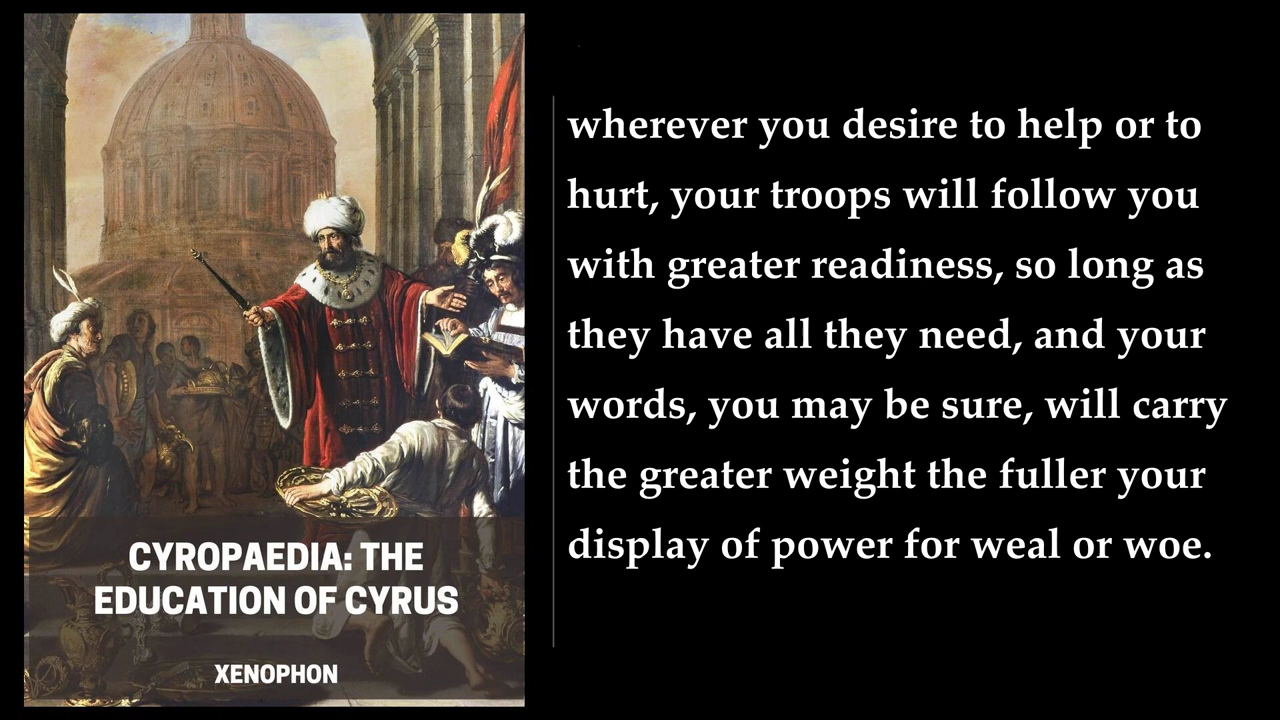 CYROPAEDIA: THE
EDUCATION OF CYRUS
XENOPHON
wherever you desire to help or to
hurt, your troops will follow you
with greater readiness, so long as
they have all they need, and your
words, you may be sure, will carry
the greater weight the fuller your
display of power for weal or woe.